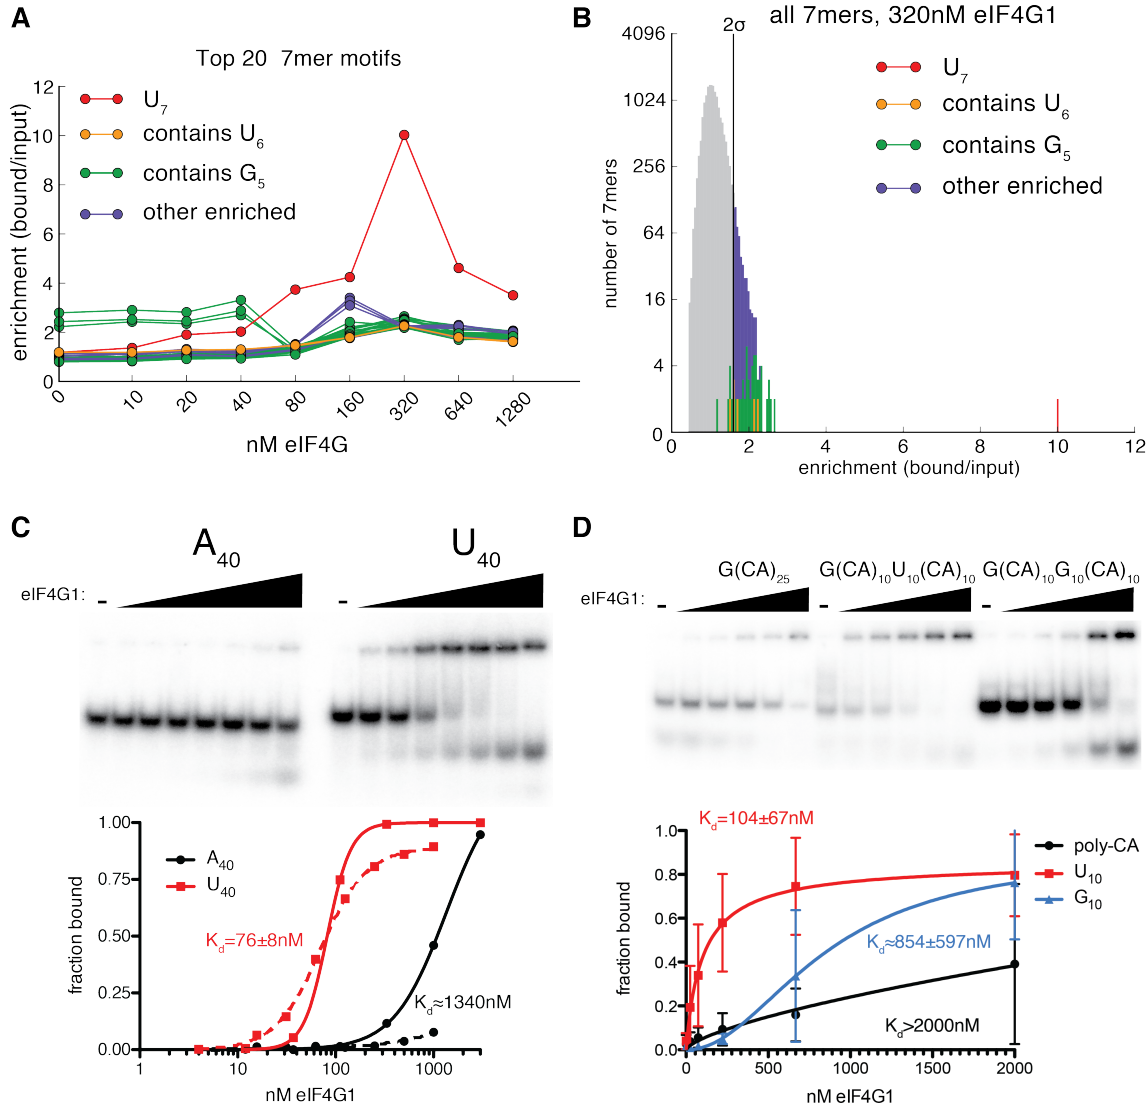 A
Top 20 7mer motifs
enrichment (bound/input)
12
10
8
6
4
2
0
U7
contains U6
contains G5
other enriched
0 10 20 40 80 160 320 640 1280
nM eIF4G
B
all 7mers, 320nM eIF4G1
2σ
number of 7mers
4096
1024
256
64
16
4
0
U7
contains U6
contains G5
other enriched
0 2 4 6 8 10 12
enrichment (bound/input)
C
A40 U40
eIF4G1: - -
fraction bound
1.00
0.75
0.50
0.25
0.00
A40
U40
Kd=76±8nM
Kd≈1340nM
1 10 100 1000
nM eIF4G1
D
G(CA)25 G(CA)10U10(CA)10 G(CA)10G10(CA)10
eIF4G1: - - -
Kd=104±67nM
fraction bound
1.0
0.8
0.6
0.4
0.2
0.0
poly-CA
U10
G10
Kd≈854±597nM
Kd>2000nM
0 500 1000 1500 2000
nM eIF4G1